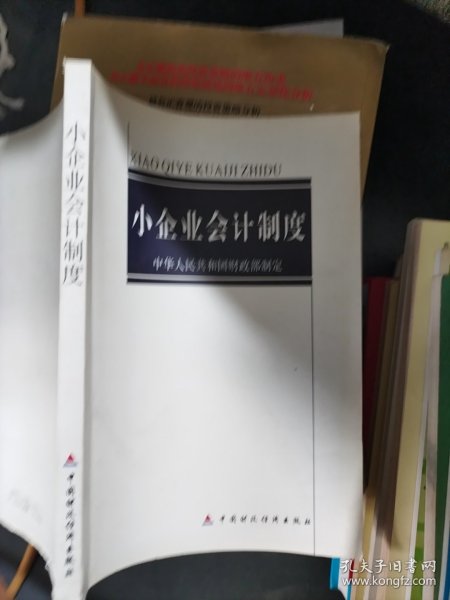 XIAO QIYE KUAIJI ZHIDU
小企业会计制度
中华人民共和国财政部制定
中国财政经济出版社
小企业会计制度
中国财政经济出版社
孔夫子旧书网
www.kongfz.com